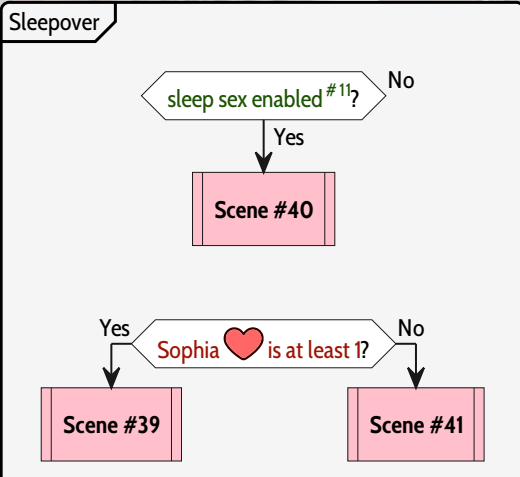 Sleepover
sleep sex enabled #11?
No
Yes
Scene #40
Yes
Sophia is at least 1?
No
Scene #39
Scene #41